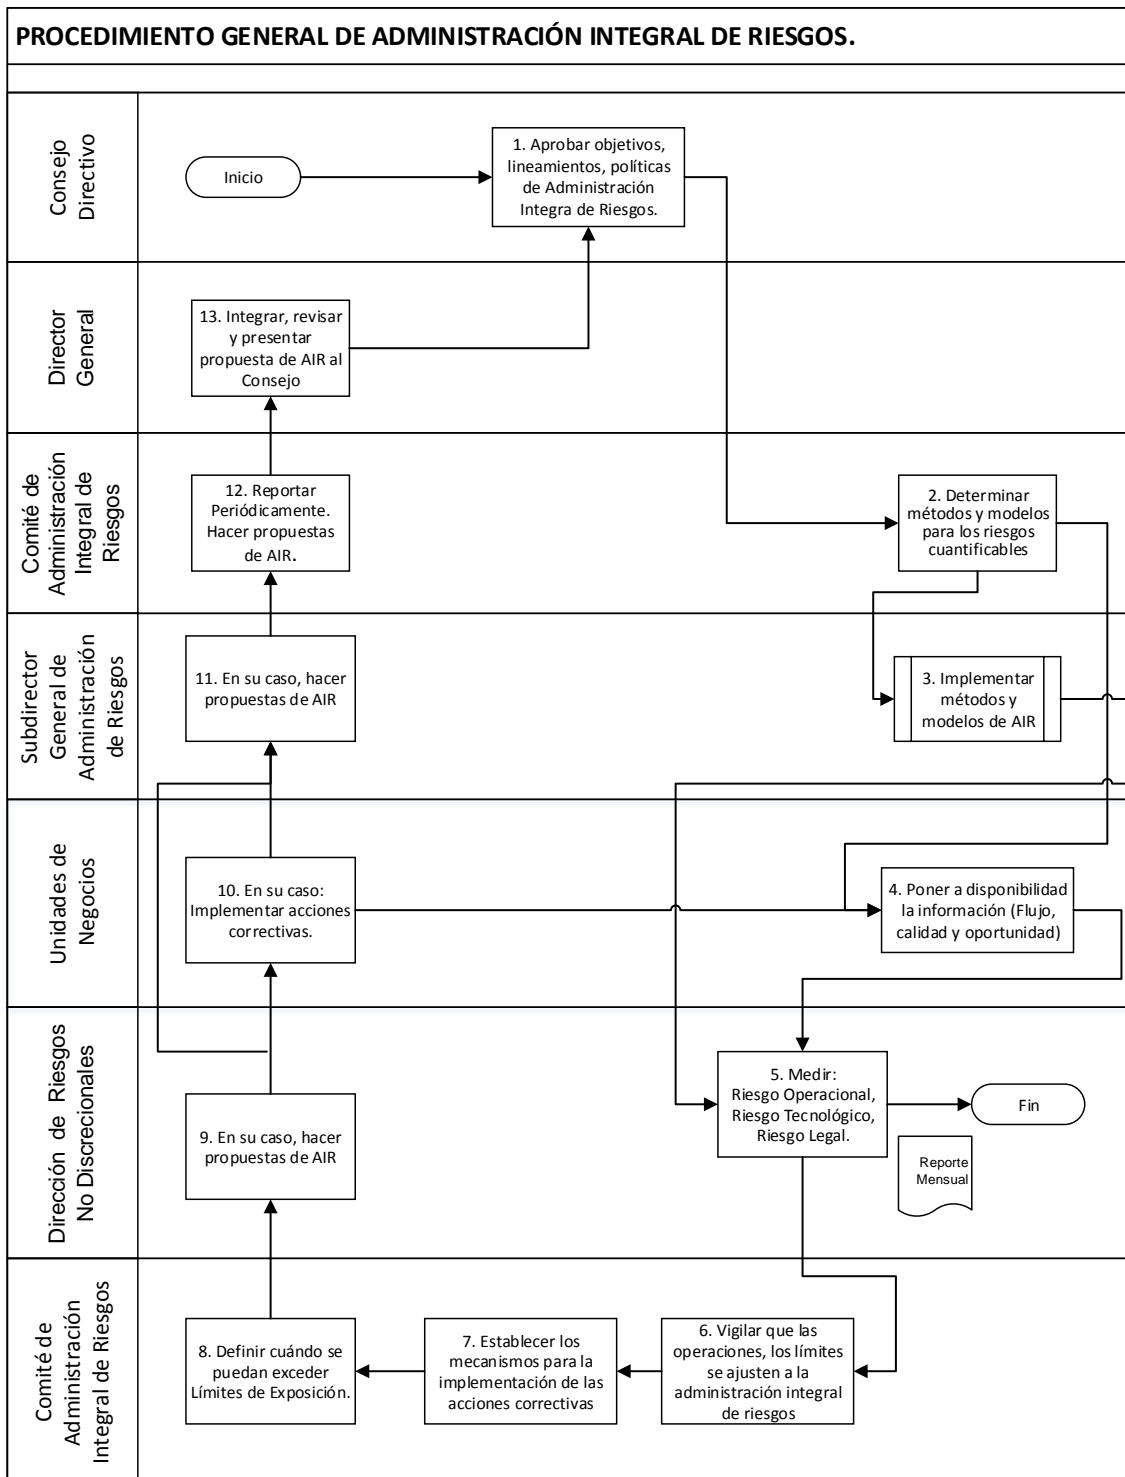 PROCEDIMIENTO GENERAL DE ADMINISTRACIÓN INTEGRAL DE RIESGOS.
Consejo
Directivo
Inicio
1. Aprobar objetivos,
lineamientos, políticas
de Administración
Integra de Riesgos.
Director
General
13. Integrar, revisar
y presentar
propuesta de AIR al
Consejo
Comité de
Administración
Integral de
Riesgos
12. Reportar
Periódicamente.
Hacer propuestas
de AIR.
2. Determinar
métodos y modelos
para los riesgos
cuantificables
Subdirector
General de
Administración
de Riesgos
11. En su caso, hacer
propuestas de AIR
3. Implementar
métodos y
modelos de AIR
Unidades de
Negocios
10. En su caso:
Implementar acciones
correctivas.
4. Poner a disponibilidad
la información (Flujo,
calidad y oportunidad)
Dirección de Riesgos
No Discrecionales
9. En su caso, hacer
propuestas de AIR
5. Medir:
Riesgo Operacional,
Riesgo Tecnológico,
Riesgo Legal.
Fin
Reporte
Mensual
Comité de
Administración
Integral de Riesgos
8. Definir cuándo se
puedan exceder
Límites de Exposición.
7. Establecer los
mecanismos para la
implementación de las
acciones correctivas
6. Vigilar que las
operaciones, los límites
se ajusten a la
administración integral
de riesgos